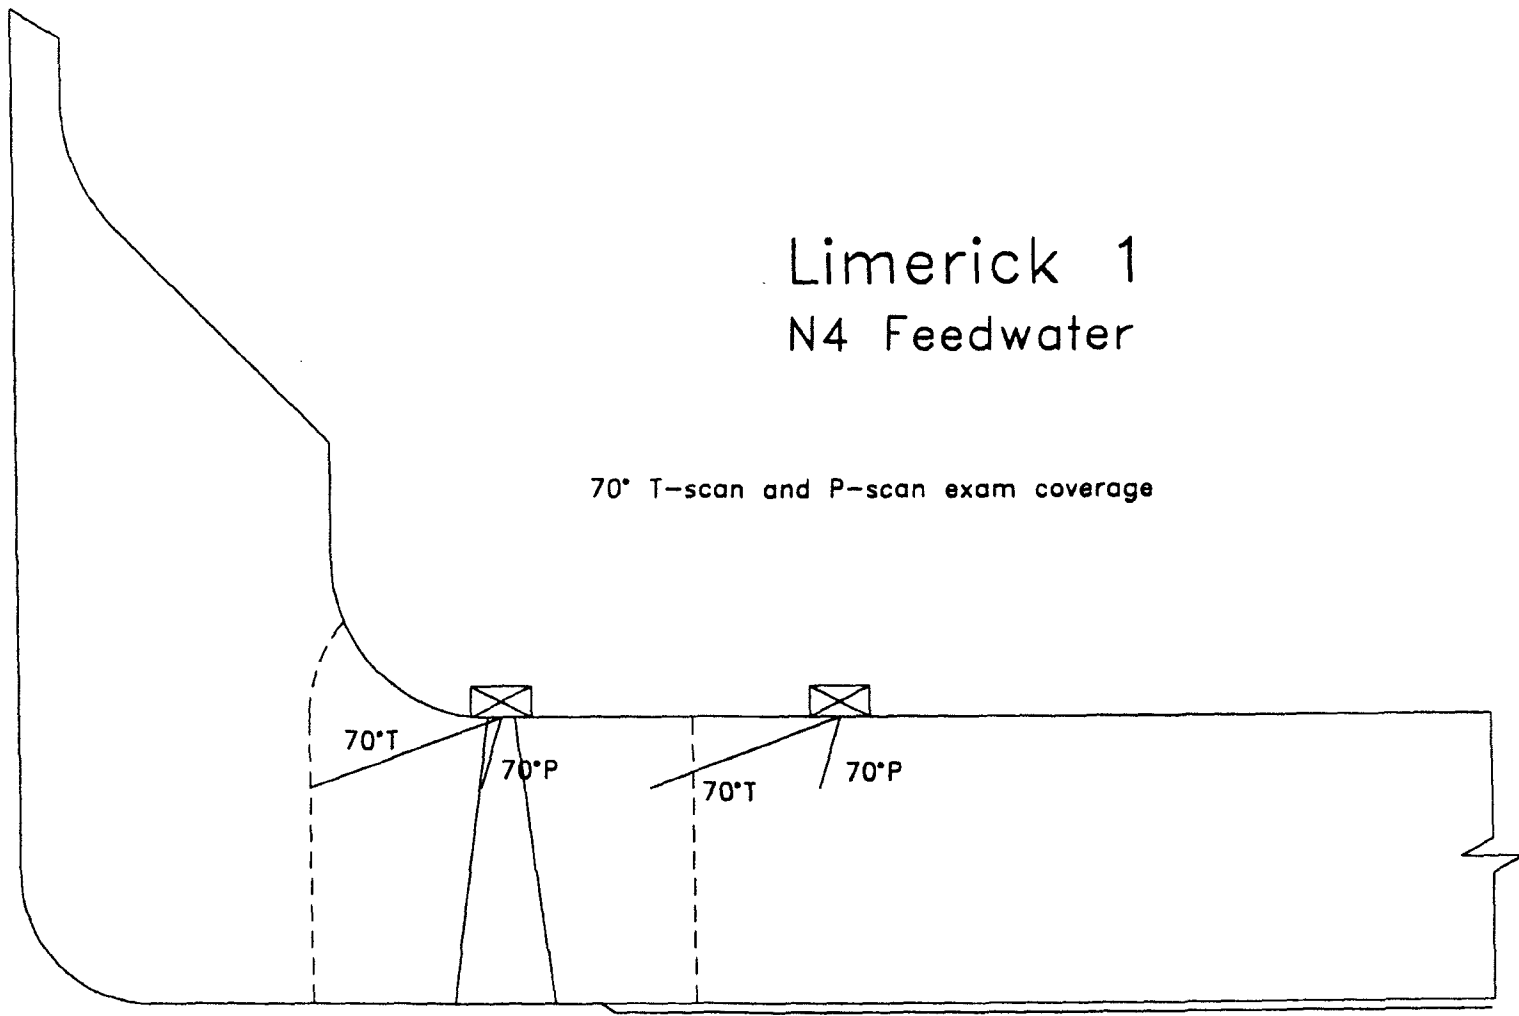 Limerick 1
N4 Feedwater
70° T-scan and P-scan exam coverage
70°T
70°P
70°T
70°P